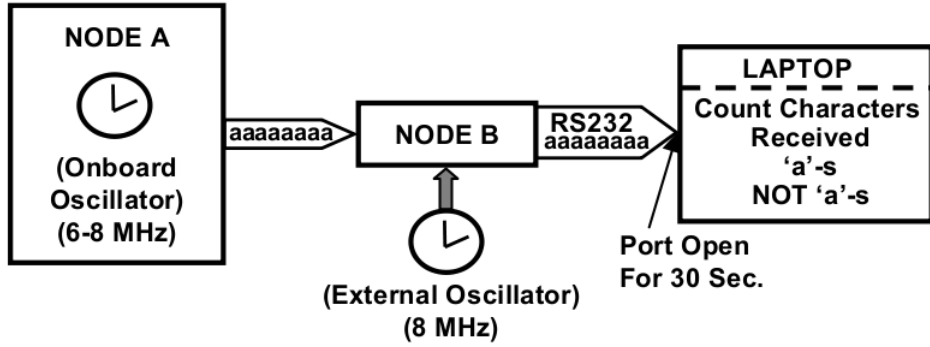 NODE A
(Onboard
Oscillator)
(6-8 MHz)
aaaaaaaa
NODE B
(External Oscillator)
(8 MHz)
RS232
aaaaaaaa
Port Open
For 30 Sec.
LAPTOP
Count Characters
Received
‘a’-s
NOT ‘a’-s